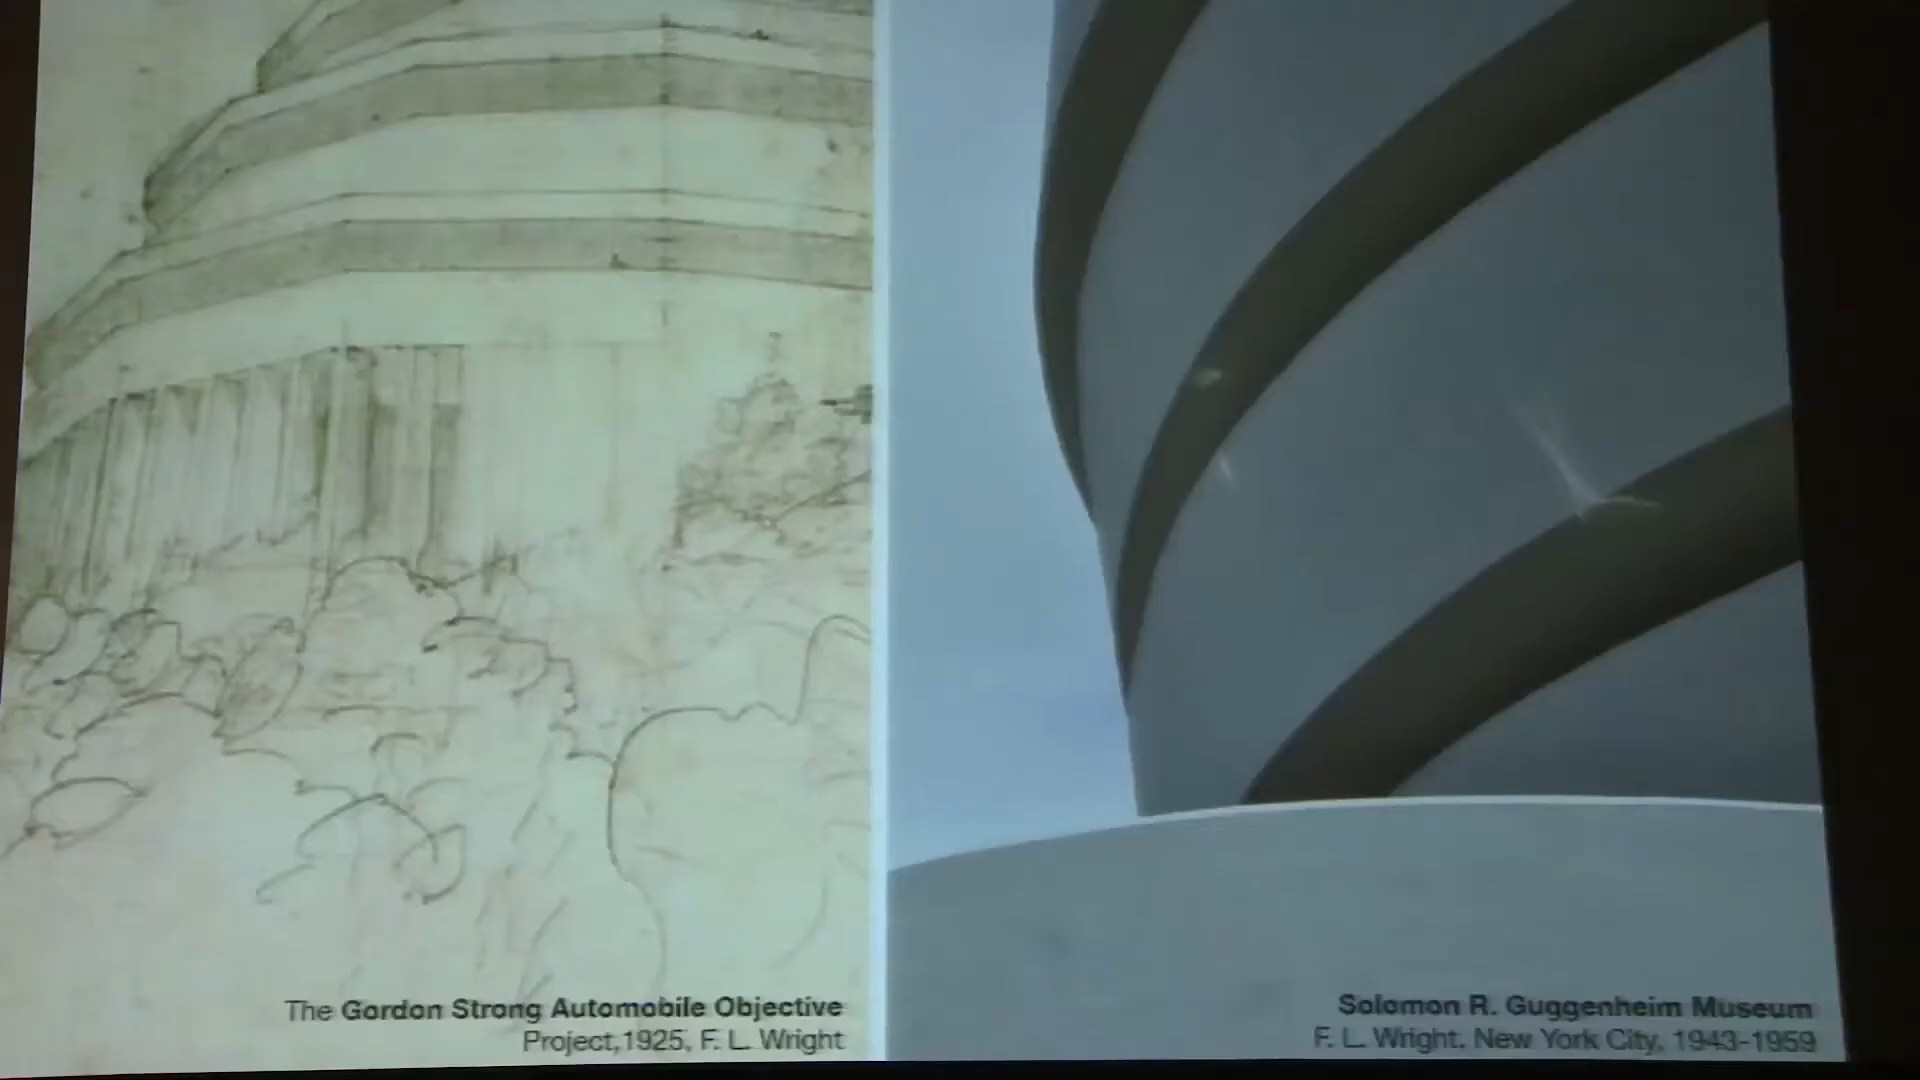 The Gordon Strong Automobile Objective
Project,1925, F. L. Wright
Solomon R. Guggenheim Museum
F. L. Wright, New York City, 1943-1959